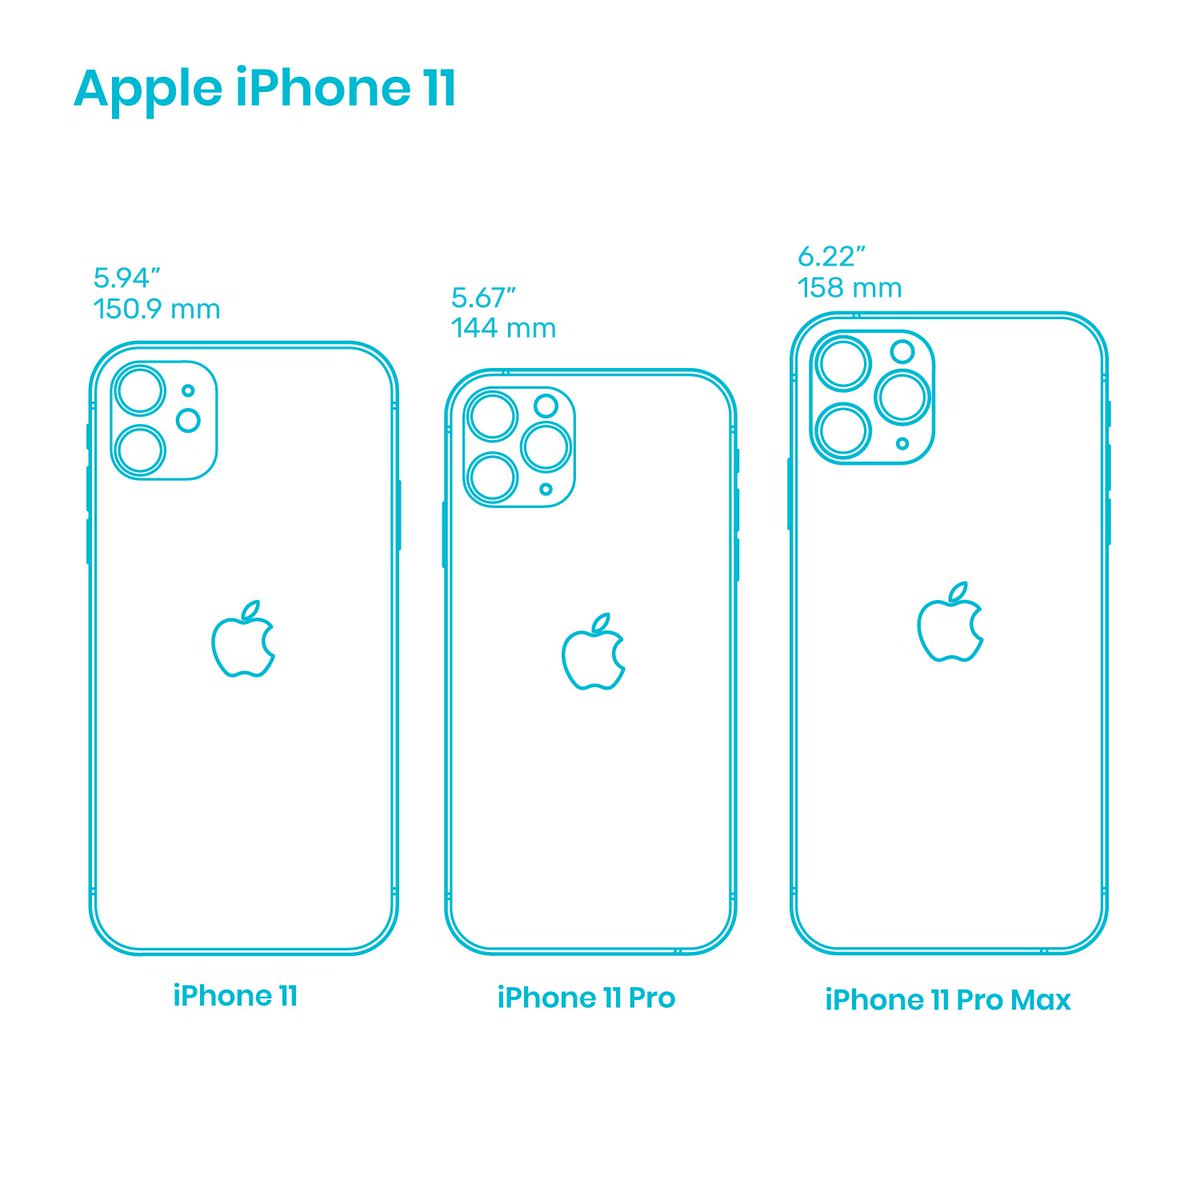 Apple iPhone 11
5.94”
150.9 mm
5.67”
144 mm
6.22”
158 mm
iPhone 11
iPhone 11 Pro
iPhone 11 Pro Max